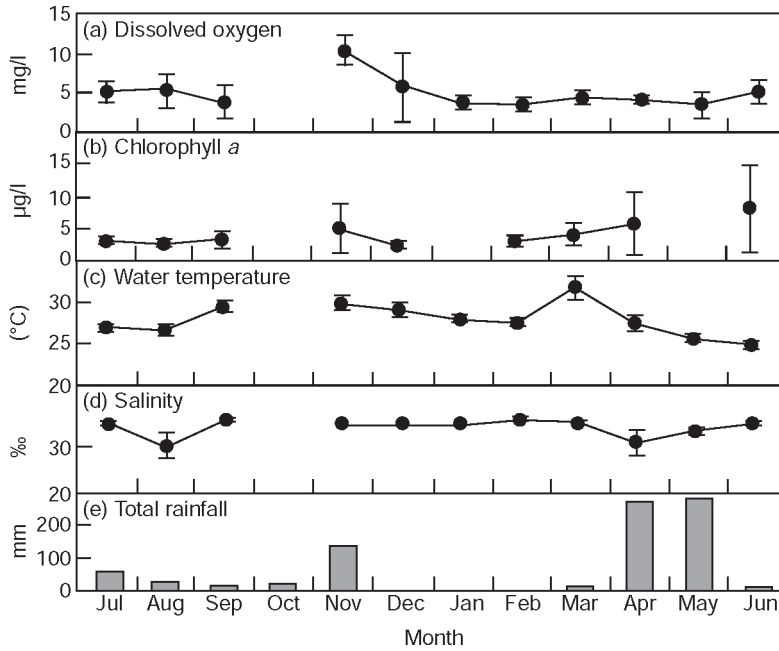 15
(a) Dissolved oxygen
10
mg/l
5
0
(b) Chlorophyll a
15
10
µg/l
5
0
(c) Water temperature
30
(°C)
25
20
(d) Salinity
30
‰
20
(e) Total rainfall
200
mm
100
0
Jul Aug Sep Oct Nov Dec Jan Feb Mar Apr May Jun
Month